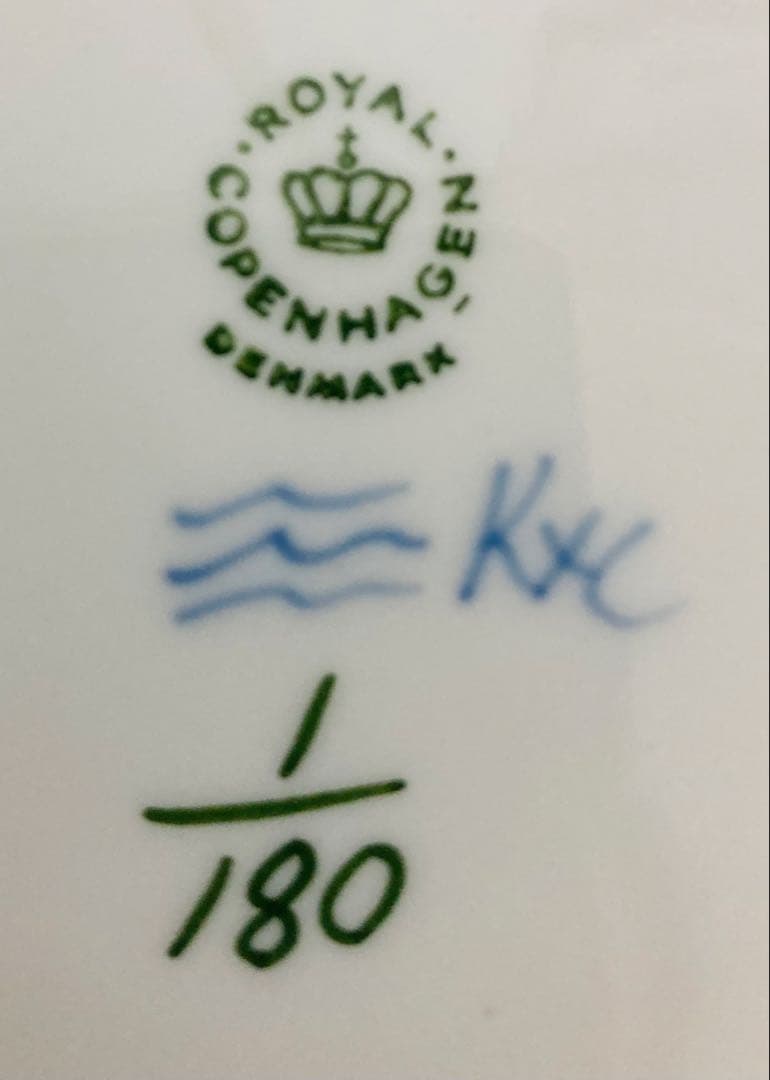 ROYAL
COPENHAGEN
DENMARK
1
180